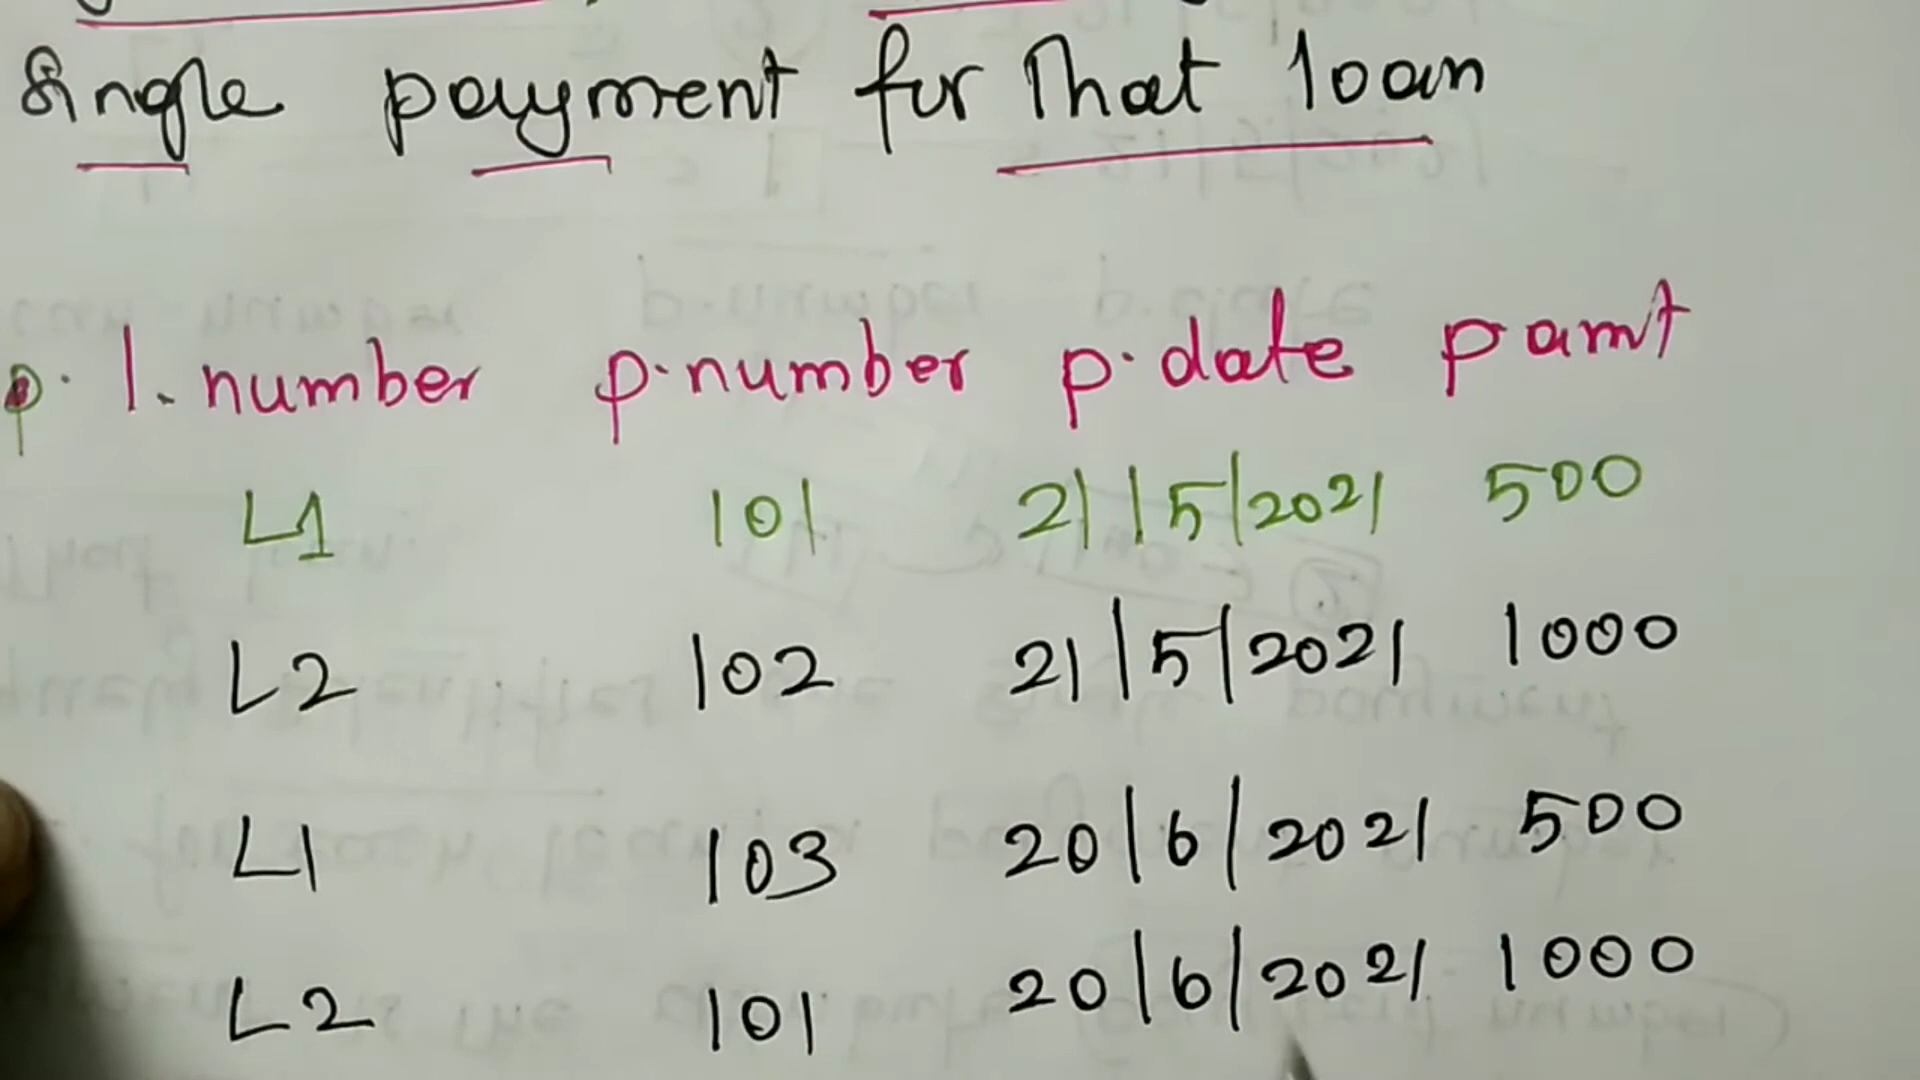 Single payment for That loan
p. l. number p. number p. date p amt
L1 101 21/5/2021 500
L2 102 21/5/2021 1000
L1 103 20/6/2021 500
L2 101 20/6/2021 1000